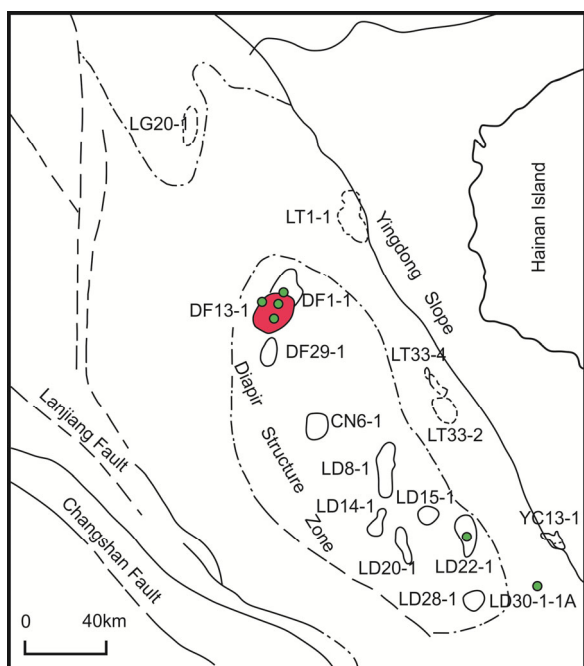 LG20-1
LT1-1
Yingdong Slope
Hainan Island
DF13-1
DF1-1
DF29-1
LT33-4
LT33-2
Diapir Structure Zone
Lanjiang Fault
Changshan Fault
CN6-1
LD8-1
LD14-1
LD15-1
YC13-1
LD20-1
LD22-1
LD28-1
LD30-1-1A
0 40km